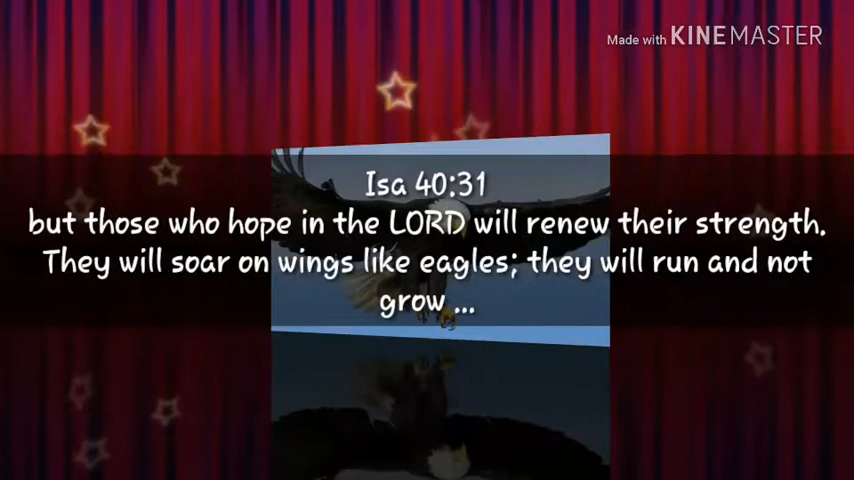 Made with KINEMASTER
Isa 40:31
but those who hope in the LORD will renew their strength.
They will soar on wings like eagles; they will run and not
grow ...